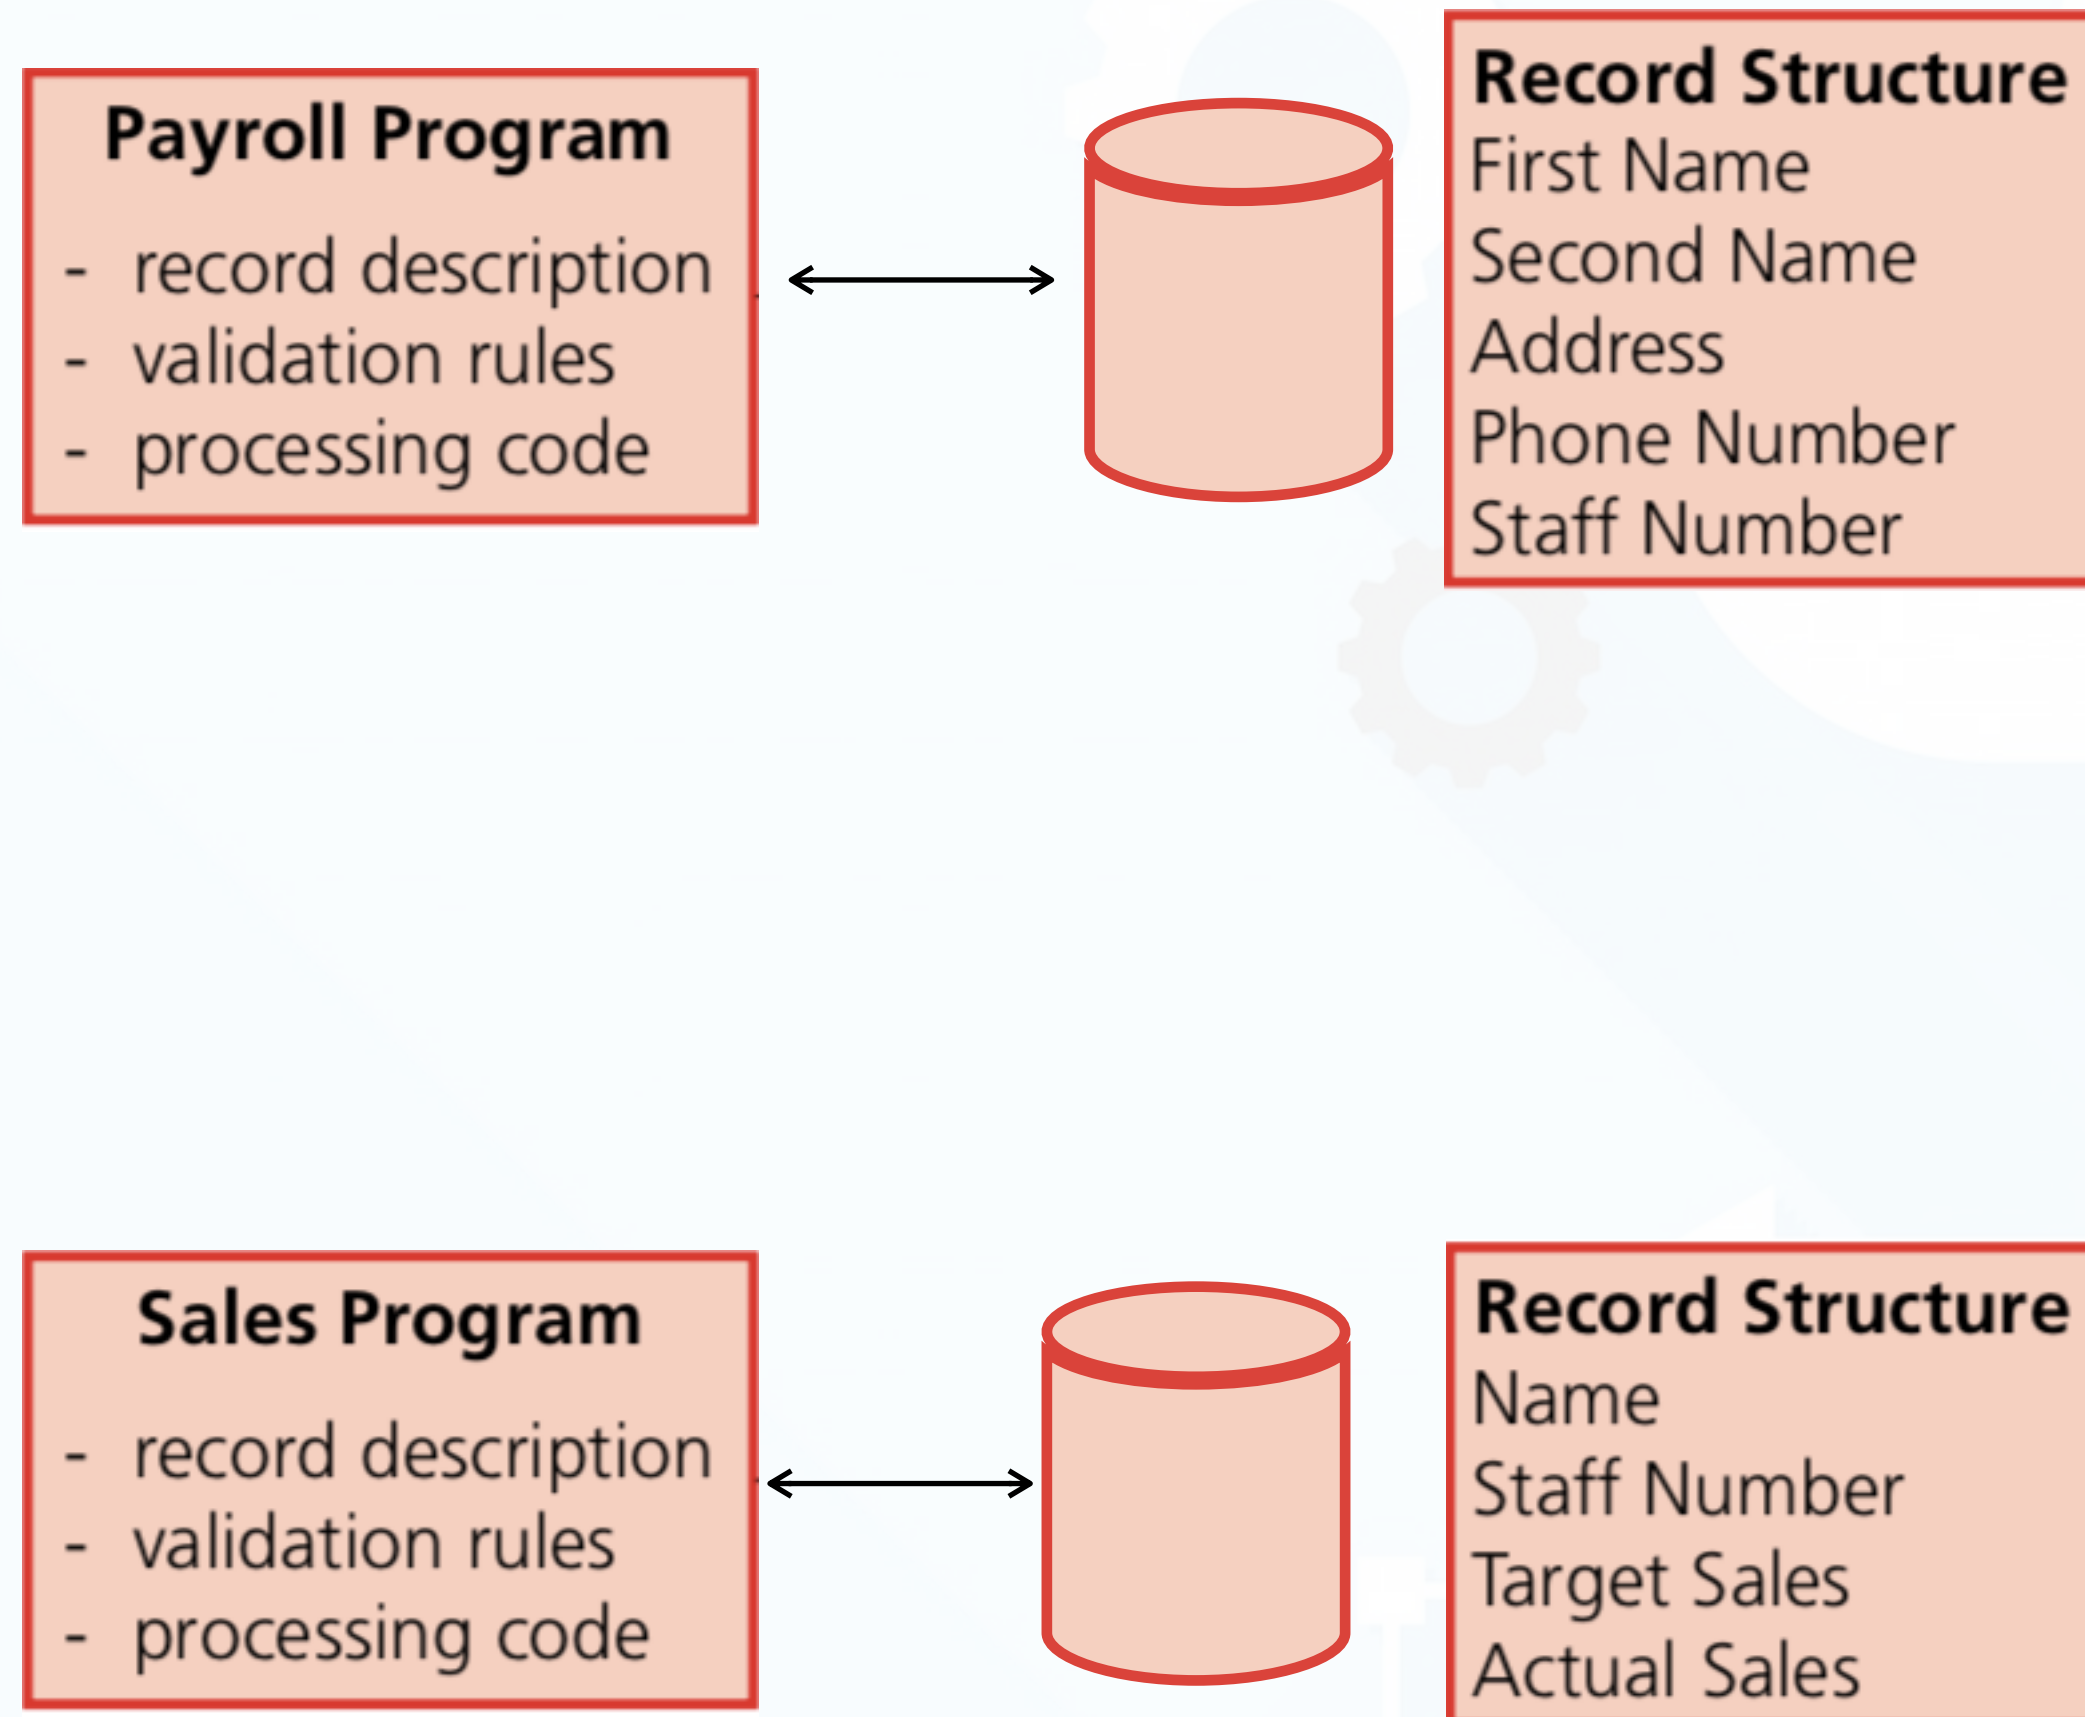 Payroll Program
- record description
- validation rules
- processing code
Record Structure
First Name
Second Name
Address
Phone Number
Staff Number
Sales Program
- record description
- validation rules
- processing code
Record Structure
Name
Staff Number
Target Sales
Actual Sales